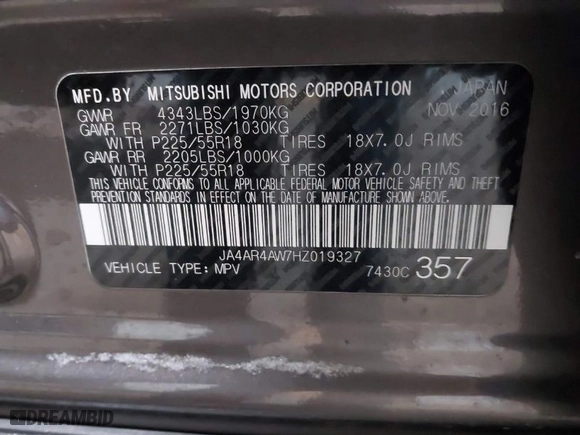 MFD.BY MITSUBISHI MOTORS CORPORATION JAPAN
GVWR 4343LBS/1970KG NOV 2016
GAWR FR 2271LBS/1030KG
WITH P225/55R18 TIRES 18X7.0J RIMS
GAWR RR 2205LBS/1000KG
WITH P225/55R18 TIRES 18X7.0J RIMS
THIS VEHICLE CONFORMS TO ALL APPLICABLE FEDERAL MOTOR VEHICLE SAFETY AND THEFT
PREVENTION STANDARDS IN EFFECT ON THE DATE OF MANUFACTURE SHOWN ABOVE.
JA4AR4AW7HZ019327
VEHICLE TYPE: MPV 7430C 357
DREAMBID